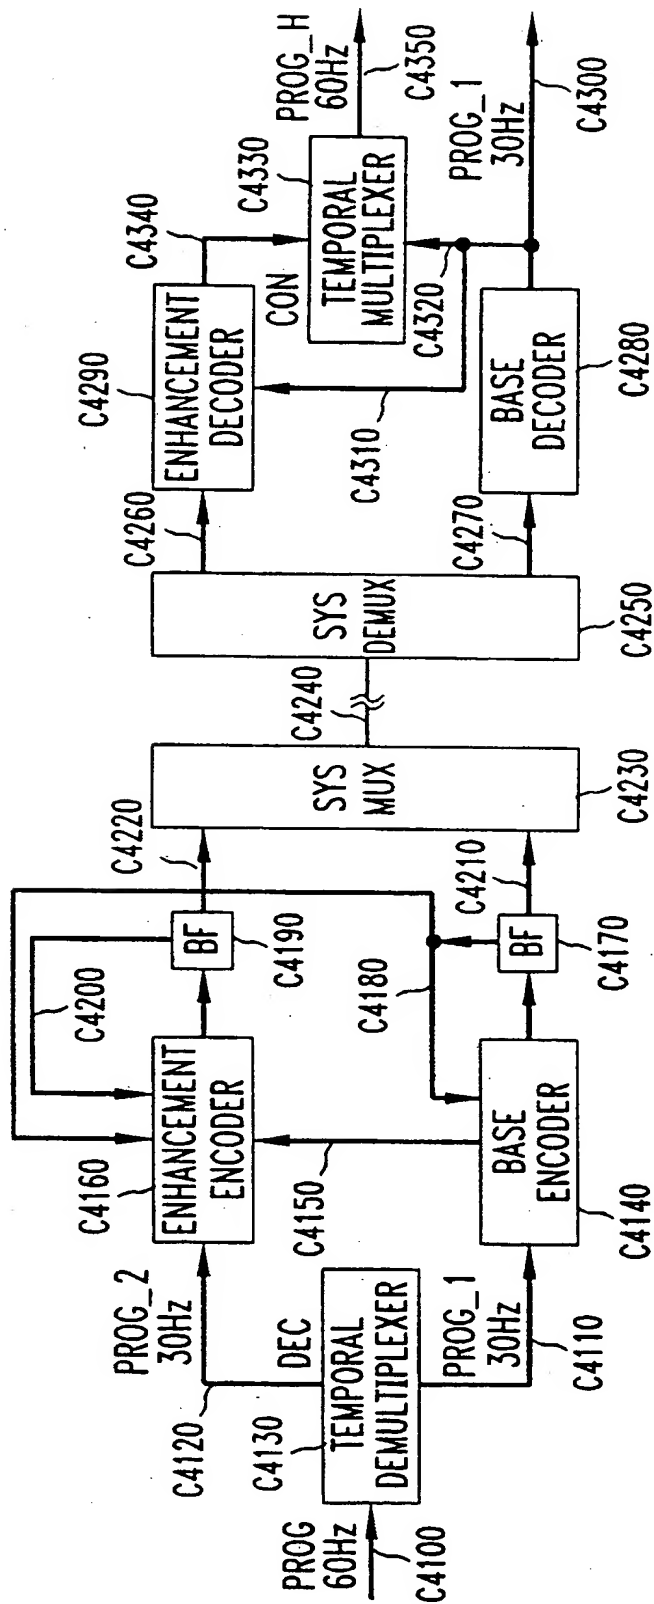 PROG
60Hz
C4100
C4130
TEMPORAL
DEMULTIPLEXER
DEC
C4120
PROG_2
30Hz
PROG_1
30Hz
C4110
C4160
ENHANCEMENT
ENCODER
C4150
BASE
ENCODER
C4140
C4200
BF
C4190
C4180
BF
C4170
C4220
C4210
SYS
MUX
C4230
C4240
SYS
DEMUX
C4250
C4260
C4270
C4290
ENHANCEMENT
DECODER
C4310
BASE
DECODER
C4280
C4340
CON
TEMPORAL
MULTIPLEXER
C4320
C4330
PROG_H
60Hz
C4350
PROG_1
30Hz
C4300